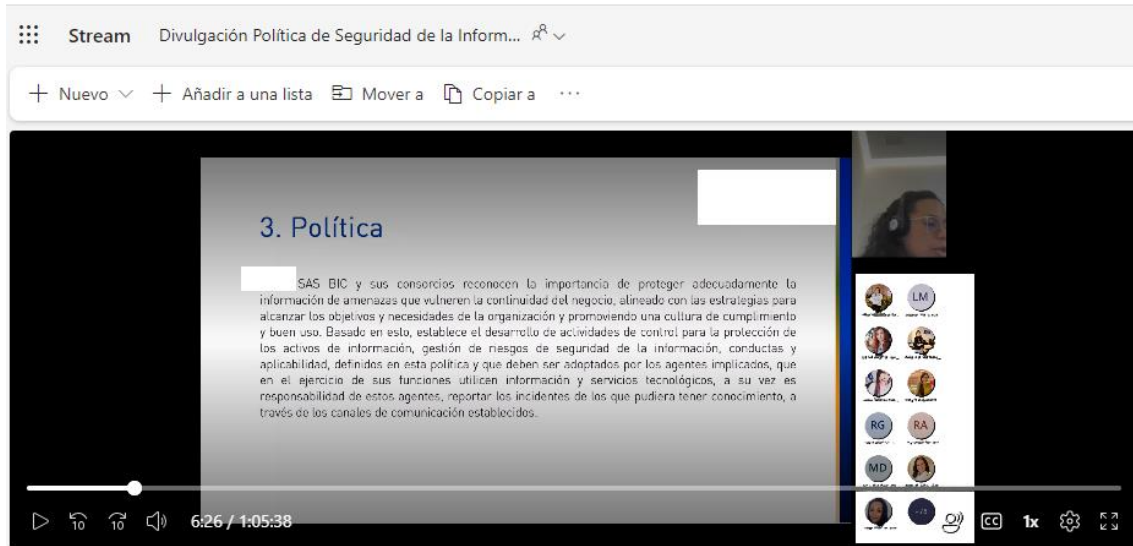 Stream Divulgación Política de Seguridad de la Inform...
Nuevo Añadir a una lista Mover a Copiar a ...
3. Política
SAS BIC y sus consorcios reconocen la importancia de proteger adecuadamente la
información de amenazas que vulneren la continuidad del negocio, alineado con las estrategias para
alcanzar los objetivos y necesidades de la organización y promoviendo una cultura de cumplimiento
y buen uso. Basado en esto, establece el desarrollo de actividades de control para la protección de
los activos de información, gestión de riesgos de seguridad de la información, conductas y
aplicabilidad, definidos en esta política y que deben ser adoptados por los agentes implicados, que
en el ejercicio de sus funciones utilicen información y servicios tecnológicos, a su vez es
responsabilidad de estos agentes, reportar los incidentes de los que pudiera tener conocimiento, a
través de los canales de comunicación establecidos.
LM
RG RA
MD
10 10 6:26 / 1:05:38 CC 1x